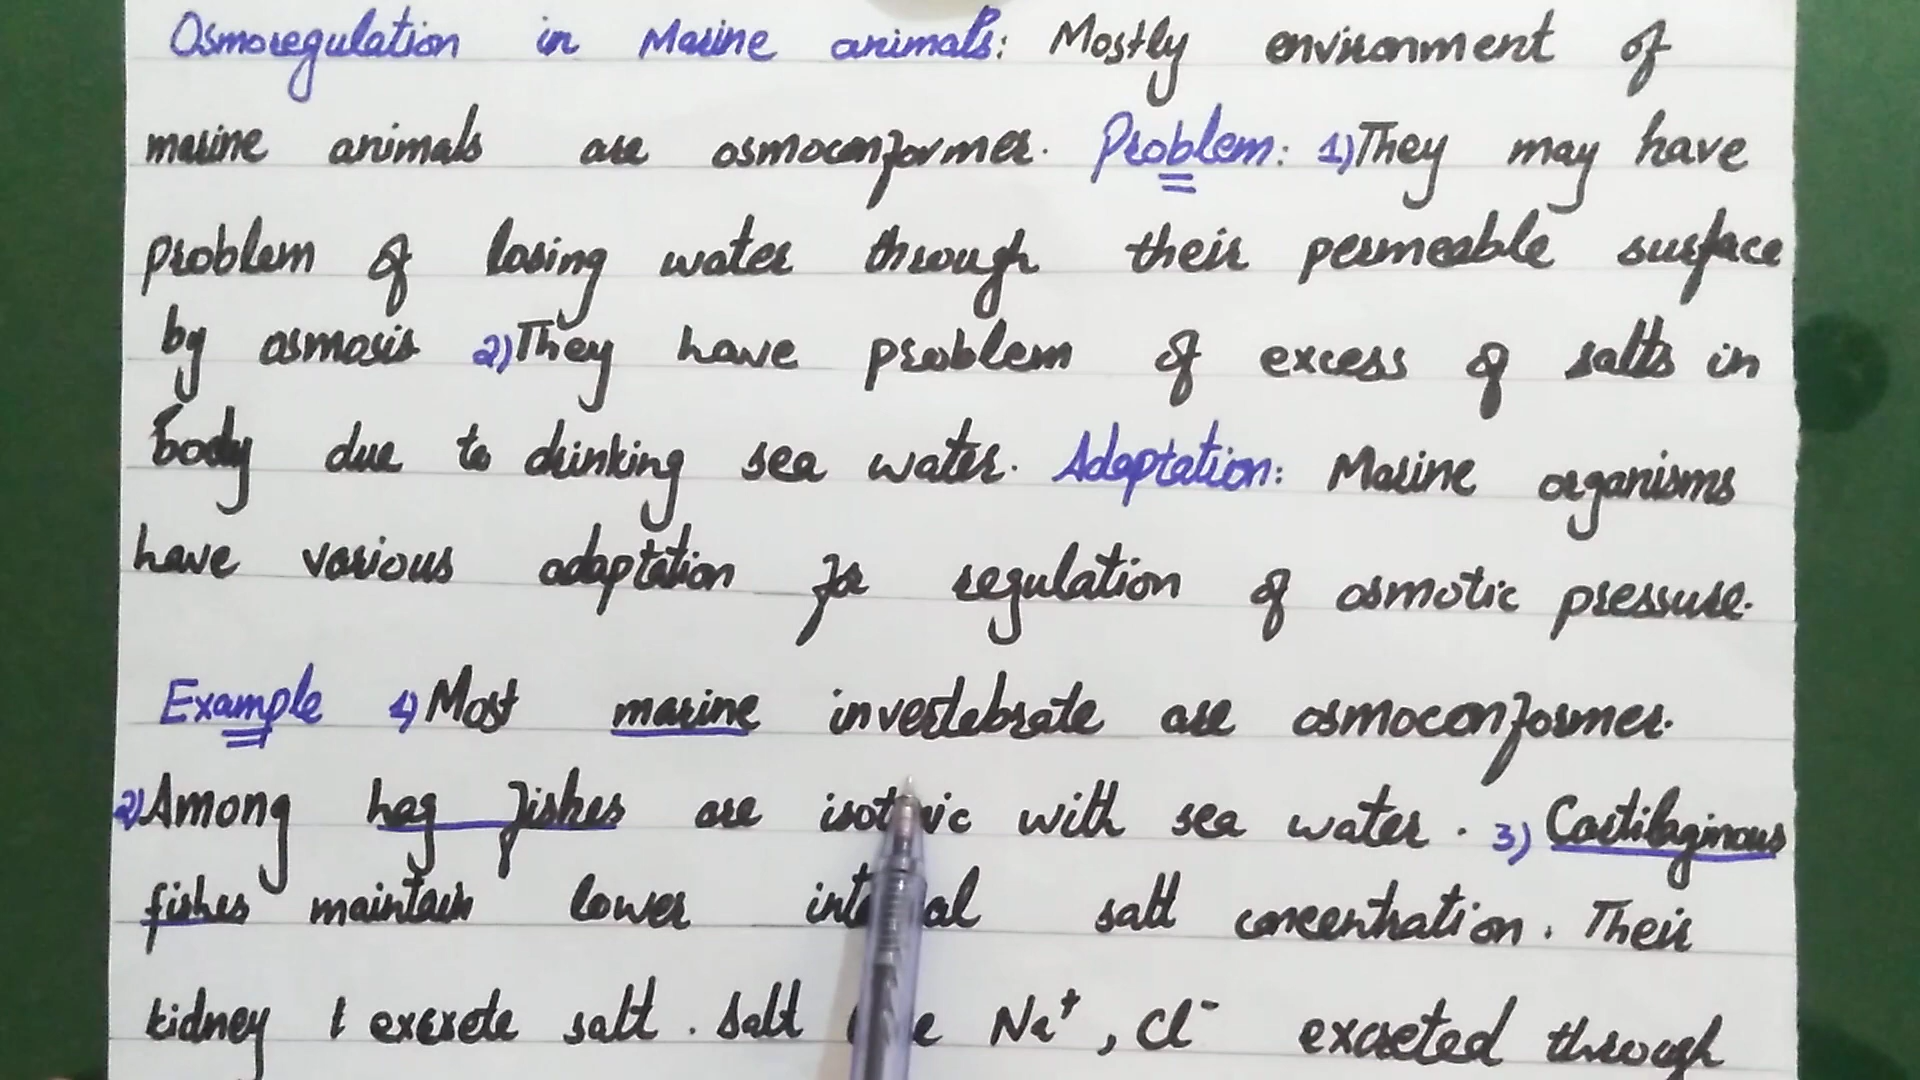 Osmoregulation in Marine animals: Mostly environment of
marine animals are osmoconformer. Problem: 1) They may have
problem of losing water through their permeable surface
by osmosis 2) They have problem of excess of salts in
body due to drinking sea water. Adaptation: Marine organisms
have various adaptation for regulation of osmotic pressure.
Example 1) Most marine invertebrate are osmoconformer.
2) Among hag fishes are with sea water. 3) Cartilaginous
fishes maintain lower salt concentration. Their
kidney excrete salt. Salt Na+, Cl- excreted through